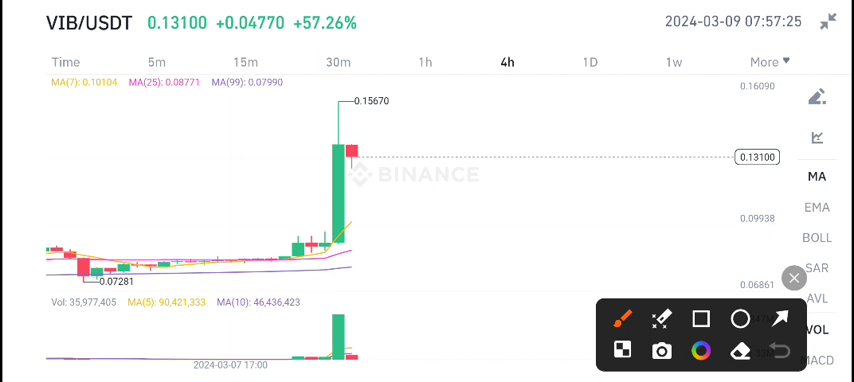 VIB/USDT 0.13100 +0.04770 +57.26% 2024-03-09 07:57:25
Time 5m 15m 30m 1h 4h 1D 1w More
MA(7): 0.10104 MA(25): 0.08771 MA(99): 0.07990
0.16090
0.15670
0.13100
BINANCE
MA
EMA
0.09938
BOLL
SAR
0.07281
0.06861
AVL
Vol: 35,977,405 MA(5): 90,421,333 MA(10): 46,436,423
VOL
MACD
2024-03-07 17:00